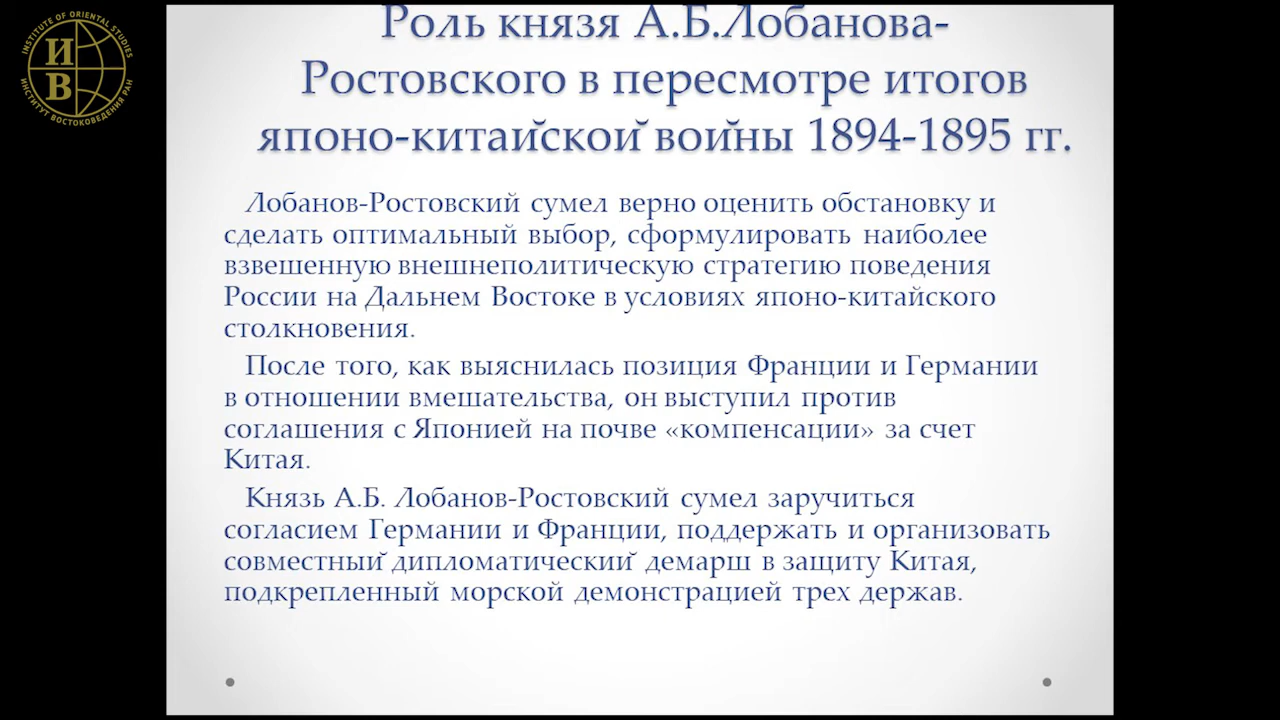 INSTITUTE OF ORIENTAL STUDIES
ИВ
ИНСТИТУТ ВОСТОКОВЕДЕНИЯ РАН
Роль князя А.Б.Лобанова-
Ростовского в пересмотре итогов
японо-китайской войны 1894-1895 гг.
Лобанов-Ростовский сумел верно оценить обстановку и
сделать оптимальный выбор, сформулировать наиболее
взвешенную внешнеполитическую стратегию поведения
России на Дальнем Востоке в условиях японо-китайского
столкновения.
После того, как выяснилась позиция Франции и Германии
в отношении вмешательства, он выступил против
соглашения с Японией на почве «компенсации» за счет
Китая.
Князь А.Б. Лобанов-Ростовский сумел заручиться
согласием Германии и Франции, поддержать и организовать
совместный дипломатический демарш в защиту Китая,
подкрепленный морской демонстрацией трех держав.